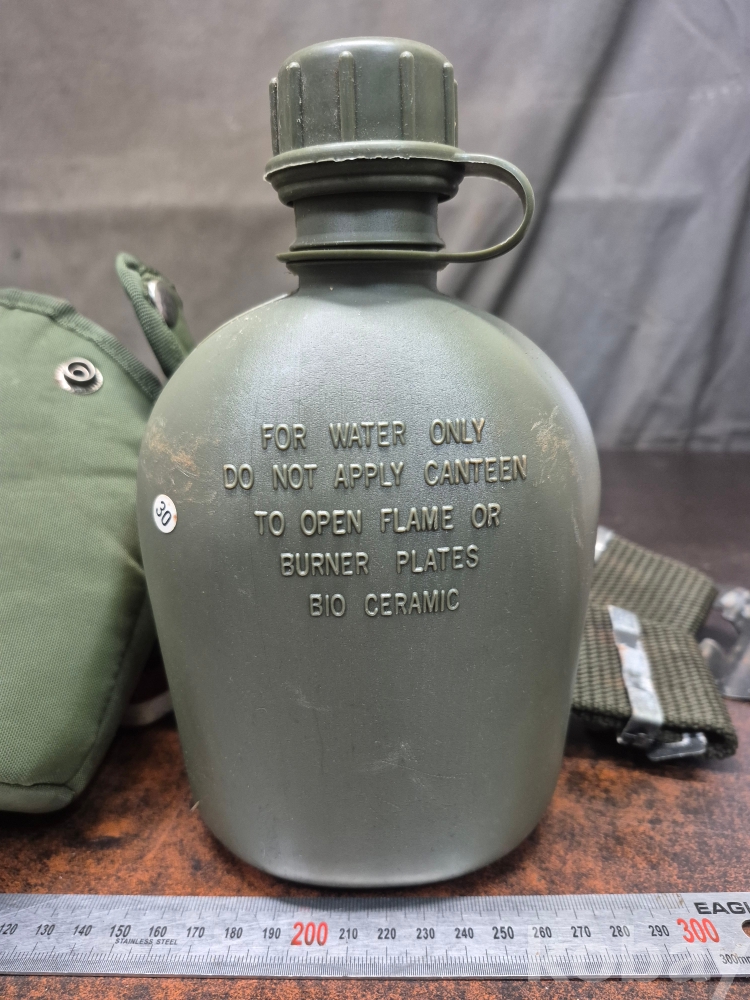 FOR WATER ONLY
DO NOT APPLY CANTEEN
TO OPEN FLAME OR
BURNER PLATES
BIO CERAMIC
30
EAGL
120 130 140 150 160 170 180 190 200 210 220 230 240 250 260 270 280 290 300
STAINLESS STEEL
300m
kobay